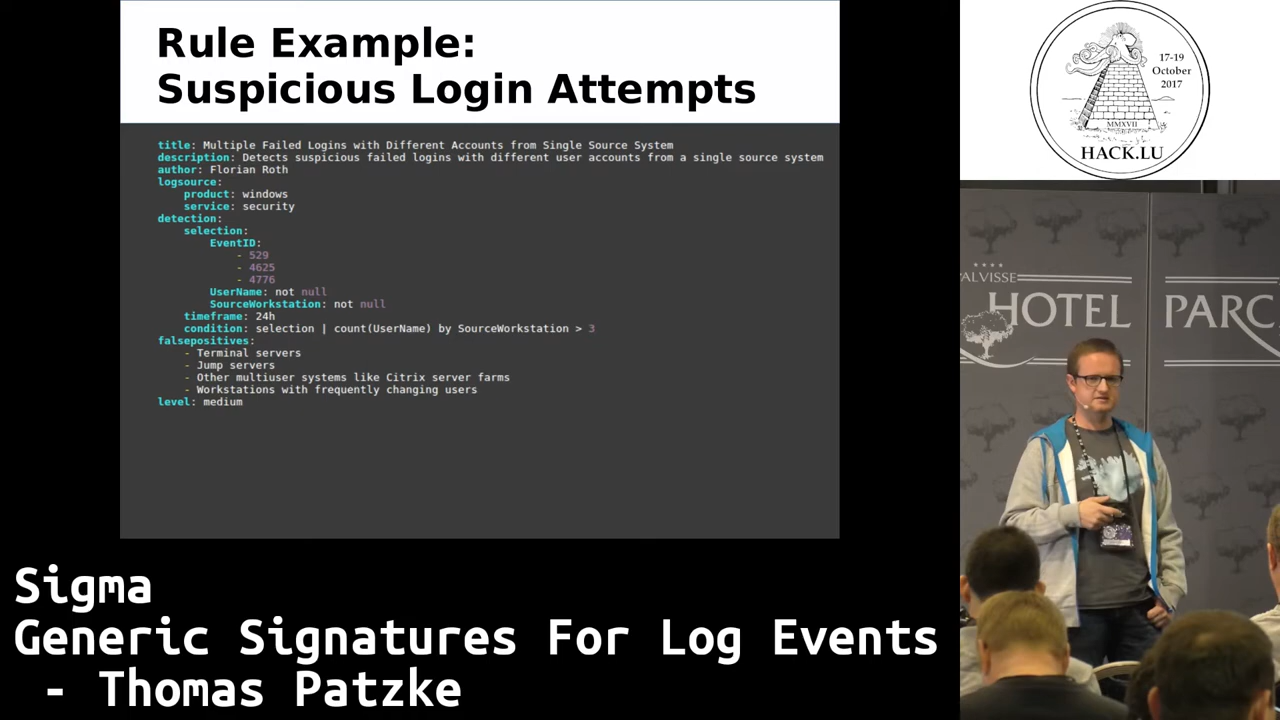 Rule Example:
Suspicious Login Attempts
title: Multiple Failed Logins with Different Accounts from Single Source System
description: Detects suspicious failed logins with different user accounts from a single source system
author: Florian Roth
logsource:
product: windows
service: security
detection:
selection:
EventID:
- 529
- 4625
- 4776
UserName: not null
SourceWorkstation: not null
timeframe: 24h
condition: selection | count(UserName) by SourceWorkstation > 3
falsepositives:
- Terminal servers
- Jump servers
- Other multiuser systems like Citrix server farms
- Workstations with frequently changing users
level: medium
17-19
October
2017
MMXVII
HACK.LU
ALVISSE
HOTEL PARC
Sigma
Generic Signatures For Log Events
- Thomas Patzke